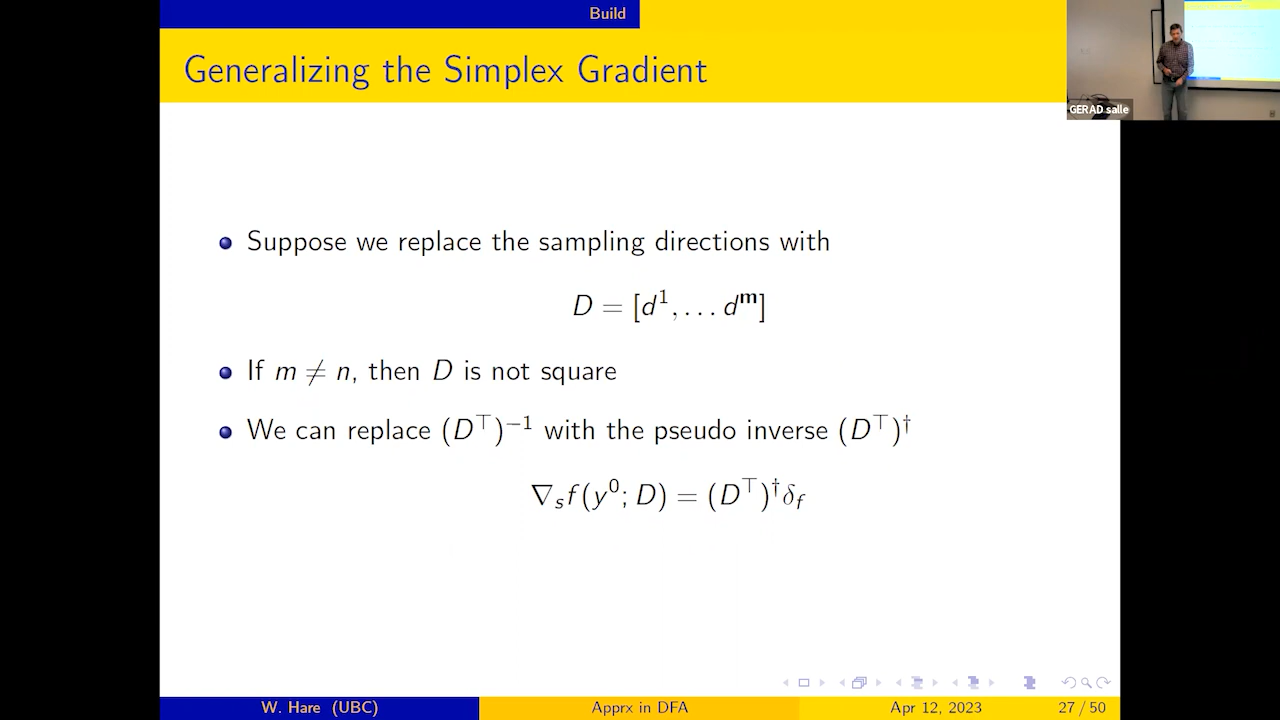 Build
Generalizing the Simplex Gradient
GERAD salle
Suppose we replace the sampling directions with
D = [d¹, . . . dᵐ]
If m ≠ n, then D is not square
We can replace (D⊤)⁻¹ with the pseudo inverse (D⊤)†
∇ₛf(y⁰; D) = (D⊤)†δ_f
W. Hare (UBC)
Apprx in DFA
Apr 12, 2023
27 / 50